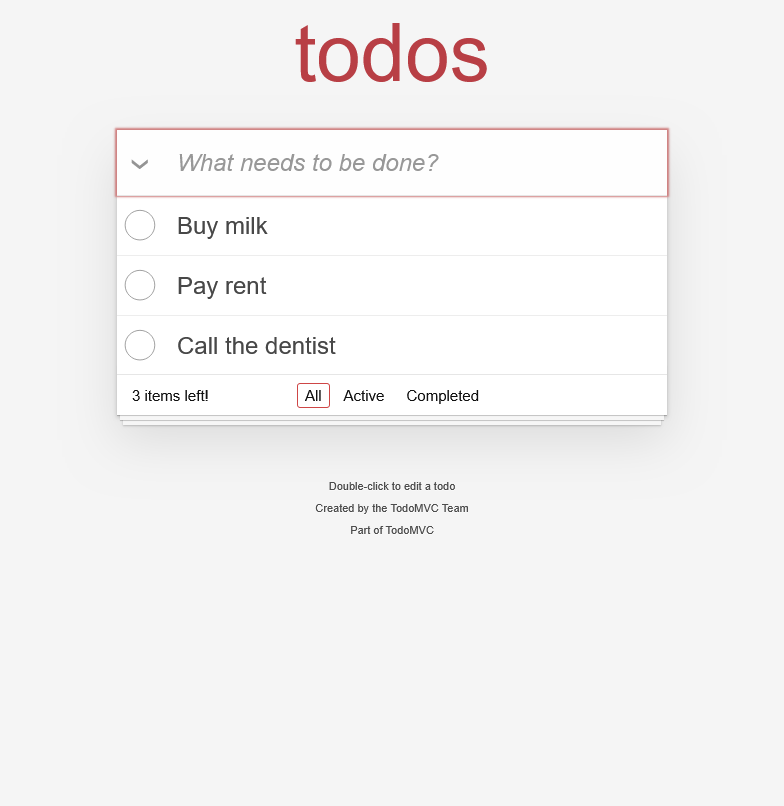 todos
What needs to be done?
Buy milk
Pay rent
Call the dentist
3 items left! All Active Completed
Double-click to edit a todo
Created by the TodoMVC Team
Part of TodoMVC